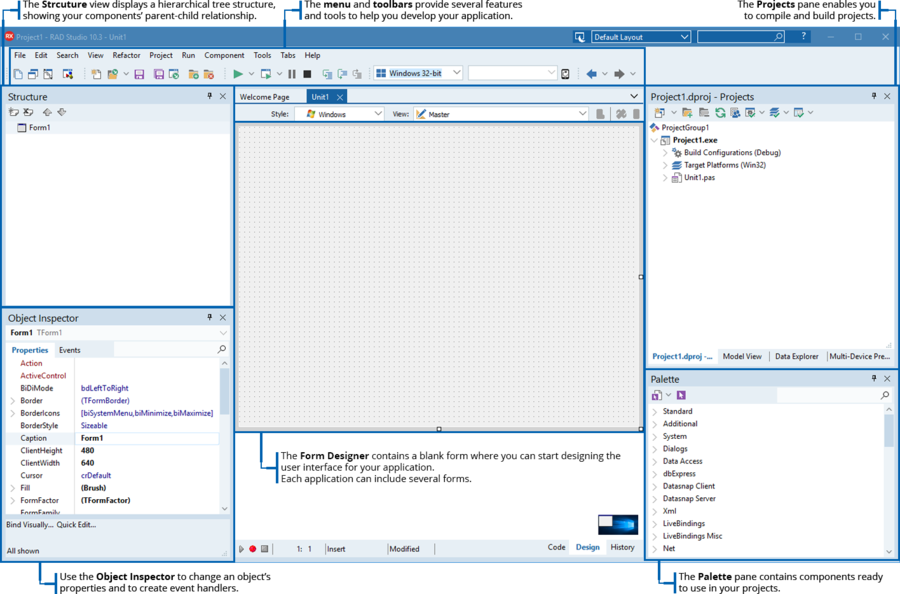 The Strcuture view displays a hierarchical tree structure,
showing your components' parent-child relationship.
The menu and toolbars provide several features
and tools to help you develop your application.
The Projects pane enables you
to compile and build projects.
RX Project1 - RAD Studio 10.3 - Unit1
Default Layout
?
File Edit Search View Refactor Project Run Component Tools Tabs Help
Windows 32-bit
Structure
Form1
Welcome Page Unit1
Style: Windows View: Master
Project1.dproj - Projects
ProjectGroup1
Project1.exe
Build Configurations (Debug)
Target Platforms (Win32)
Unit1.pas
Object Inspector
Form1 TForm1
Properties Events
Action
ActiveControl
BiDiMode bdLeftToRight
Border (TFormBorder)
BorderIcons [biSystemMenu,biMinimize,biMaximize]
BorderStyle Sizeable
Caption Form1
ClientHeight 480
ClientWidth 640
Cursor crDefault
Fill (Brush)
FormFactor (TFormFactor)
FormFamily
Bind Visually... Quick Edit...
All shown
Project1.dproj -... Model View Data Explorer Multi-Device Pre...
Palette
Standard
Additional
System
Dialogs
Data Access
dbExpress
Datasnap Client
Datasnap Server
Xml
LiveBindings
LiveBindings Misc
Net
The Form Designer contains a blank form where you can start designing the
user interface for your application.
Each application can include several forms.
1: 1 Insert Modified
Code Design History
Use the Object Inspector to change an object's
properties and to create event handlers.
The Palette pane contains components ready
to use in your projects.